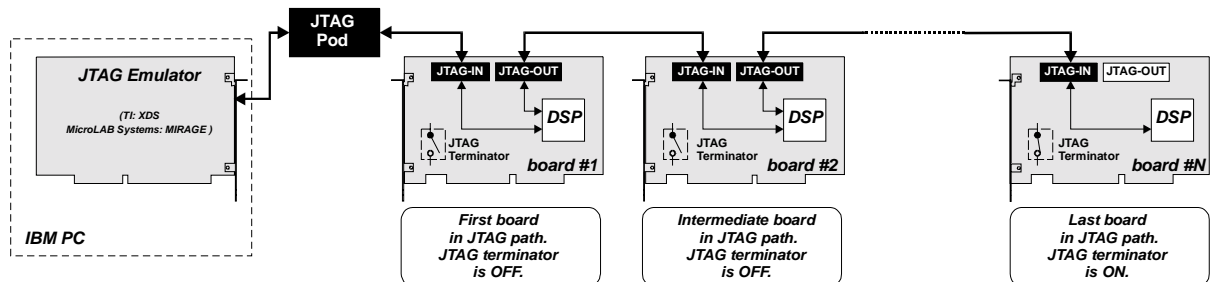 JTAG
Pod
JTAG Emulator
(TI: XDS
MicroLAB Systems: MIRAGE )
IBM PC
JTAG-IN
JTAG-OUT
DSP
JTAG
Terminator
board #1
First board
in JTAG path.
JTAG terminator
is OFF.
JTAG-IN
JTAG-OUT
DSP
JTAG
Terminator
board #2
Intermediate board
in JTAG path.
JTAG terminator
is OFF.
JTAG-IN
JTAG-OUT
DSP
JTAG
Terminator
board #N
Last board
in JTAG path.
JTAG terminator
is ON.